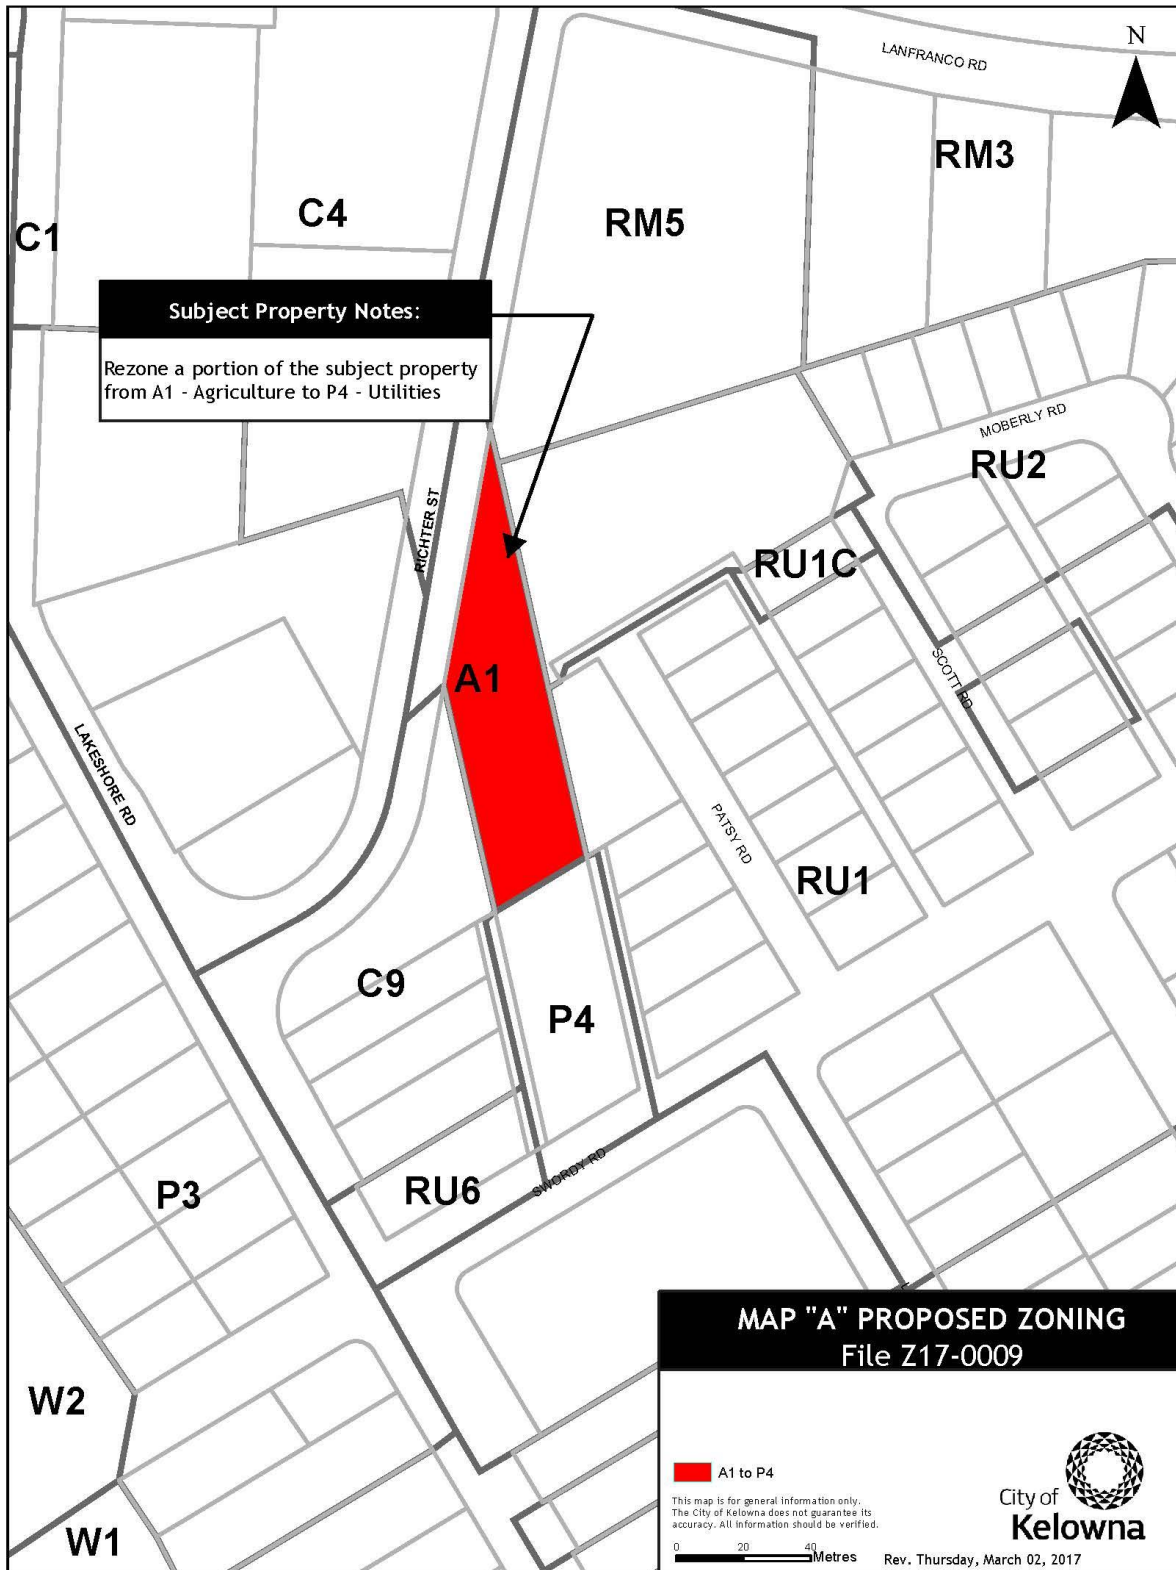 N
LANFRANCO RD
RM3
C4
RM5
C1
Subject Property Notes:
Rezone a portion of the subject property
from A1 - Agriculture to P4 - Utilities
MOBERLY RD
RU2
RICHTER ST
RU1C
A1
SCOTT RD
LAKESHORE RD
PATSY RD
RU1
C9
P4
SWORDY RD
RU6
P3
W2
W1
MAP "A" PROPOSED ZONING
File Z17-0009
A1 to P4
This map is for general information only.
The City of Kelowna does not guarantee its
accuracy. All information should be verified.
0 20 40 Metres
City of
Kelowna
Rev. Thursday, March 02, 2017